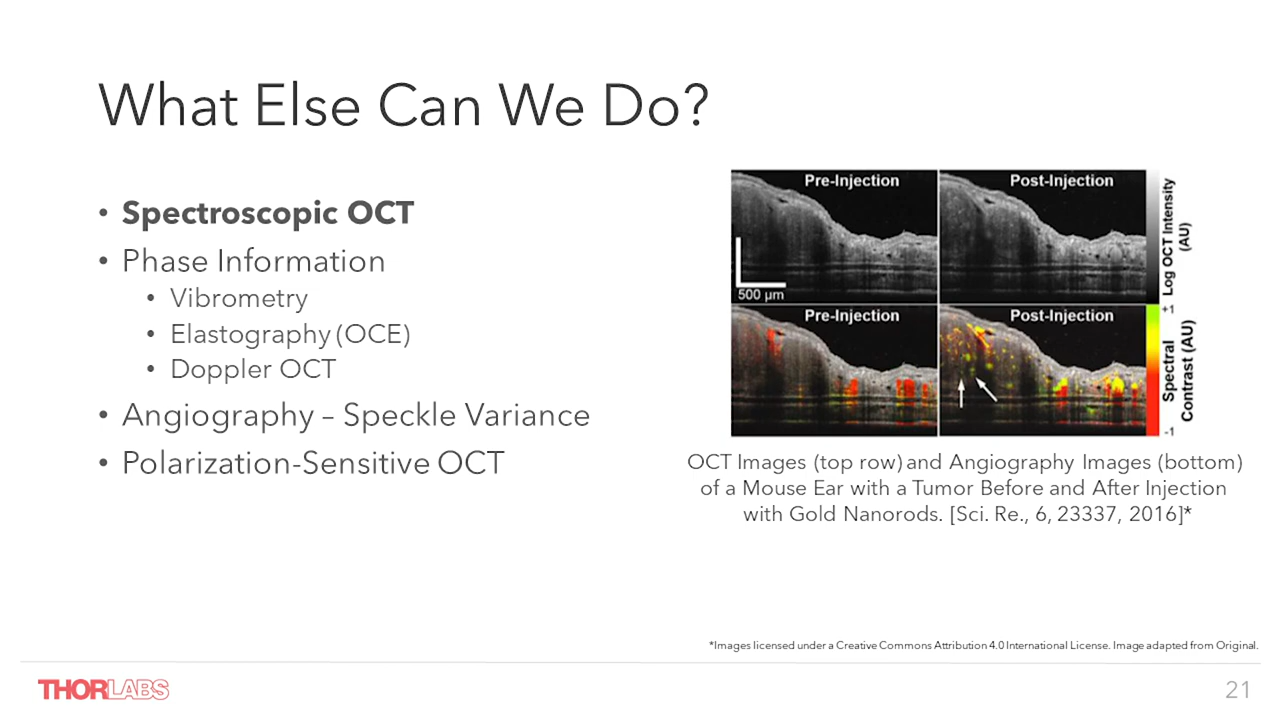 What Else Can We Do?
• Spectroscopic OCT
• Phase Information
• Vibrometry
• Elastography (OCE)
• Doppler OCT
• Angiography – Speckle Variance
• Polarization-Sensitive OCT
Pre-Injection
Post-Injection
500 µm
Log OCT Intensity
(AU)
Pre-Injection
Post-Injection
+1
Spectral
Contrast (AU)
-1
OCT Images (top row) and Angiography Images (bottom)
of a Mouse Ear with a Tumor Before and After Injection
with Gold Nanorods. [Sci. Re., 6, 23337, 2016]*
*Images licensed under a Creative Commons Attribution 4.0 International License. Image adapted from Original.
THORLABS
21